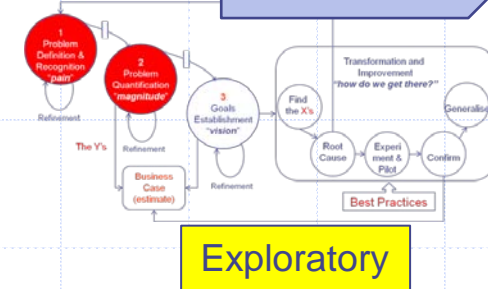 1
Problem
Definition &
Recognition
"pain"
Refinement
2
Problem
Quantification
"magnitude"
Refinement
The Y's
3
Goals
Establishment
"vision"
Refinement
Business
Case
(estimate)
Transformation and
Improvement
"how do we get there?"
Find
the X's
Root
Cause
Experi
ment &
Pilot
Confirm
Generalise
Best Practices
Exploratory